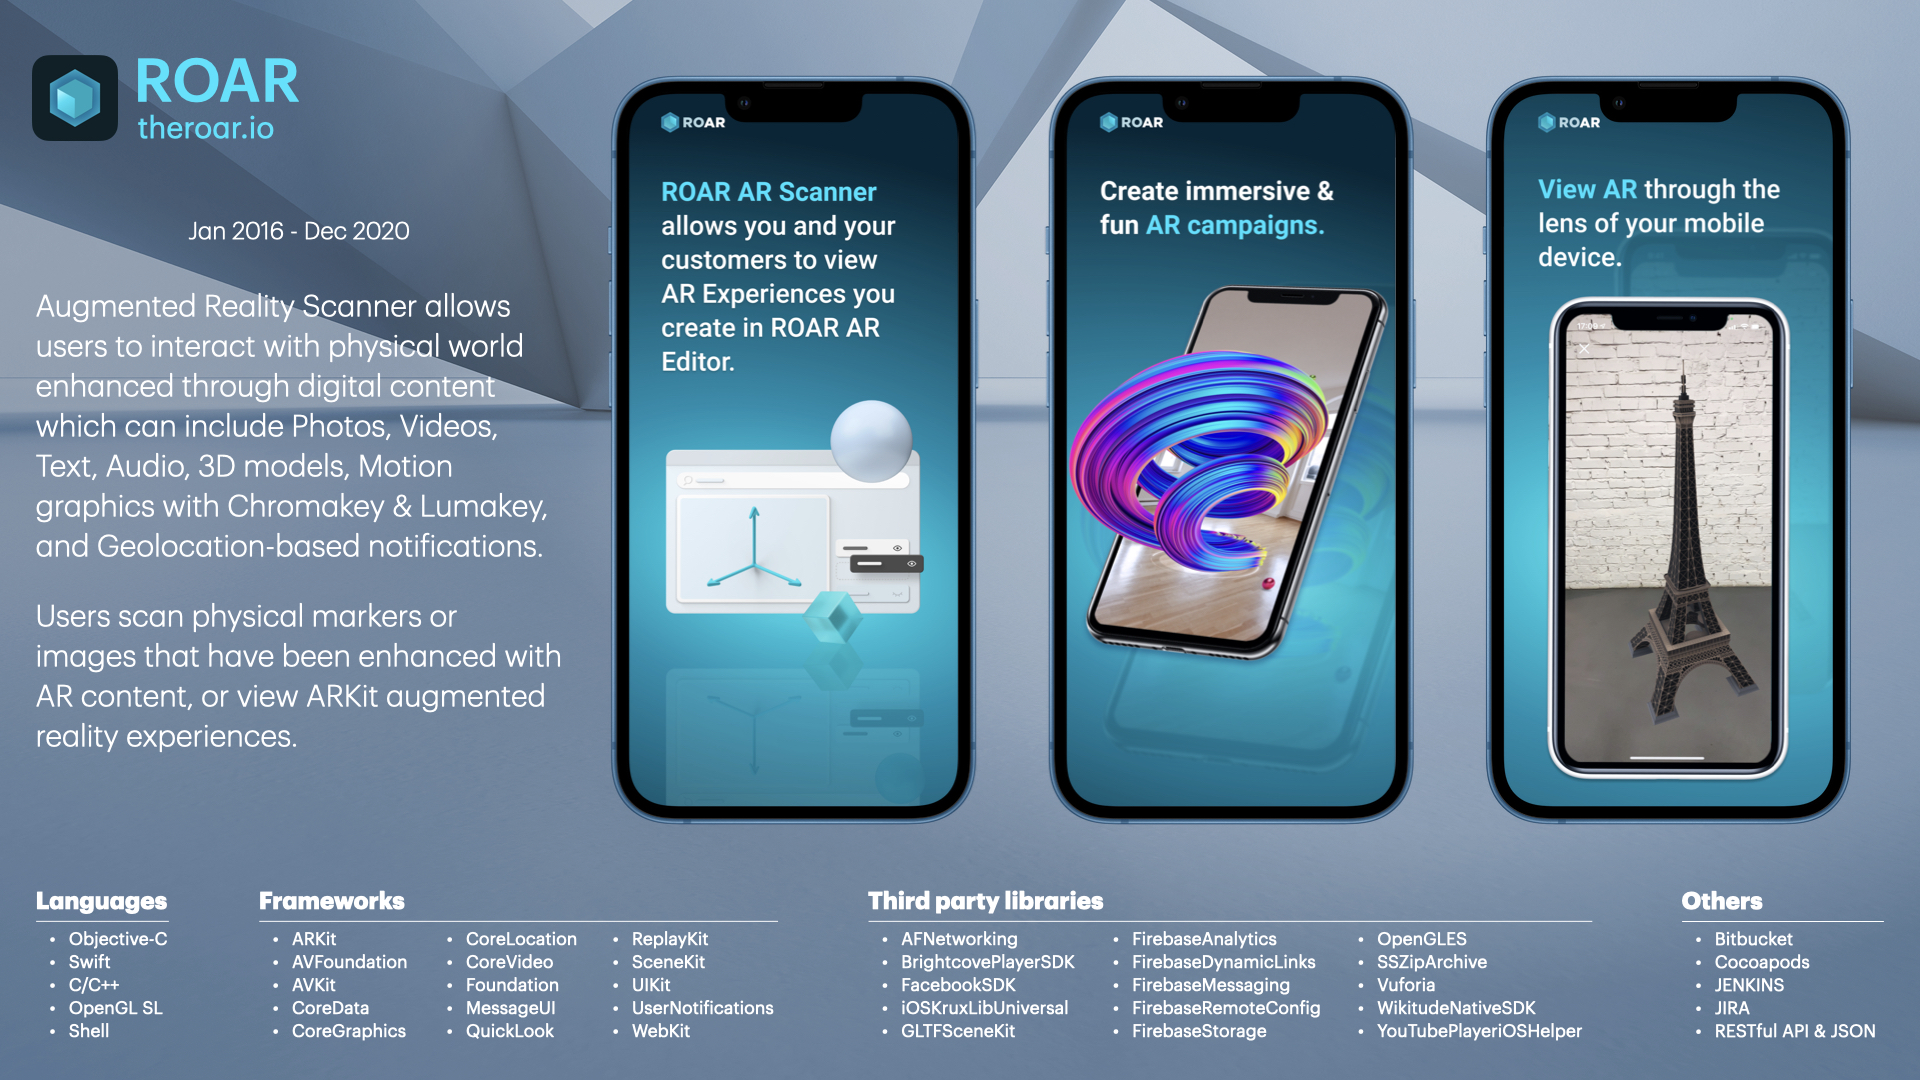 ROAR
theroar.io
Jan 2016 - Dec 2020
Augmented Reality Scanner allows
users to interact with physical world
enhanced through digital content
which can include Photos, Videos,
Text, Audio, 3D models, Motion
graphics with Chromakey & Lumakey,
and Geolocation-based notifications.
Users scan physical markers or
images that have been enhanced with
AR content, or view ARKit augmented
reality experiences.
ROAR
ROAR AR Scanner
allows you and your
customers to view
AR Experiences you
create in ROAR AR
Editor.
ROAR
Create immersive &
fun AR campaigns.
ROAR
View AR through the
lens of your mobile
device.
Languages
• Objective-C
• Swift
• C/C++
• OpenGL SL
• Shell
Frameworks
• ARKit
• AVFoundation
• AVKit
• CoreData
• CoreGraphics
• CoreLocation
• CoreVideo
• Foundation
• MessageUI
• QuickLook
• ReplayKit
• SceneKit
• UIKit
• UserNotifications
• WebKit
Third party libraries
• AFNetworking
• BrightcovePlayerSDK
• FacebookSDK
• iOSKruxLibUniversal
• GLTFSceneKit
• FirebaseAnalytics
• FirebaseDynamicLinks
• FirebaseMessaging
• FirebaseRemoteConfig
• FirebaseStorage
• OpenGLES
• SSZipArchive
• Vuforia
• WikitudeNativeSDK
• YouTubePlayeriOSHelper
Others
• Bitbucket
• Cocoapods
• JENKINS
• JIRA
• RESTful API & JSON